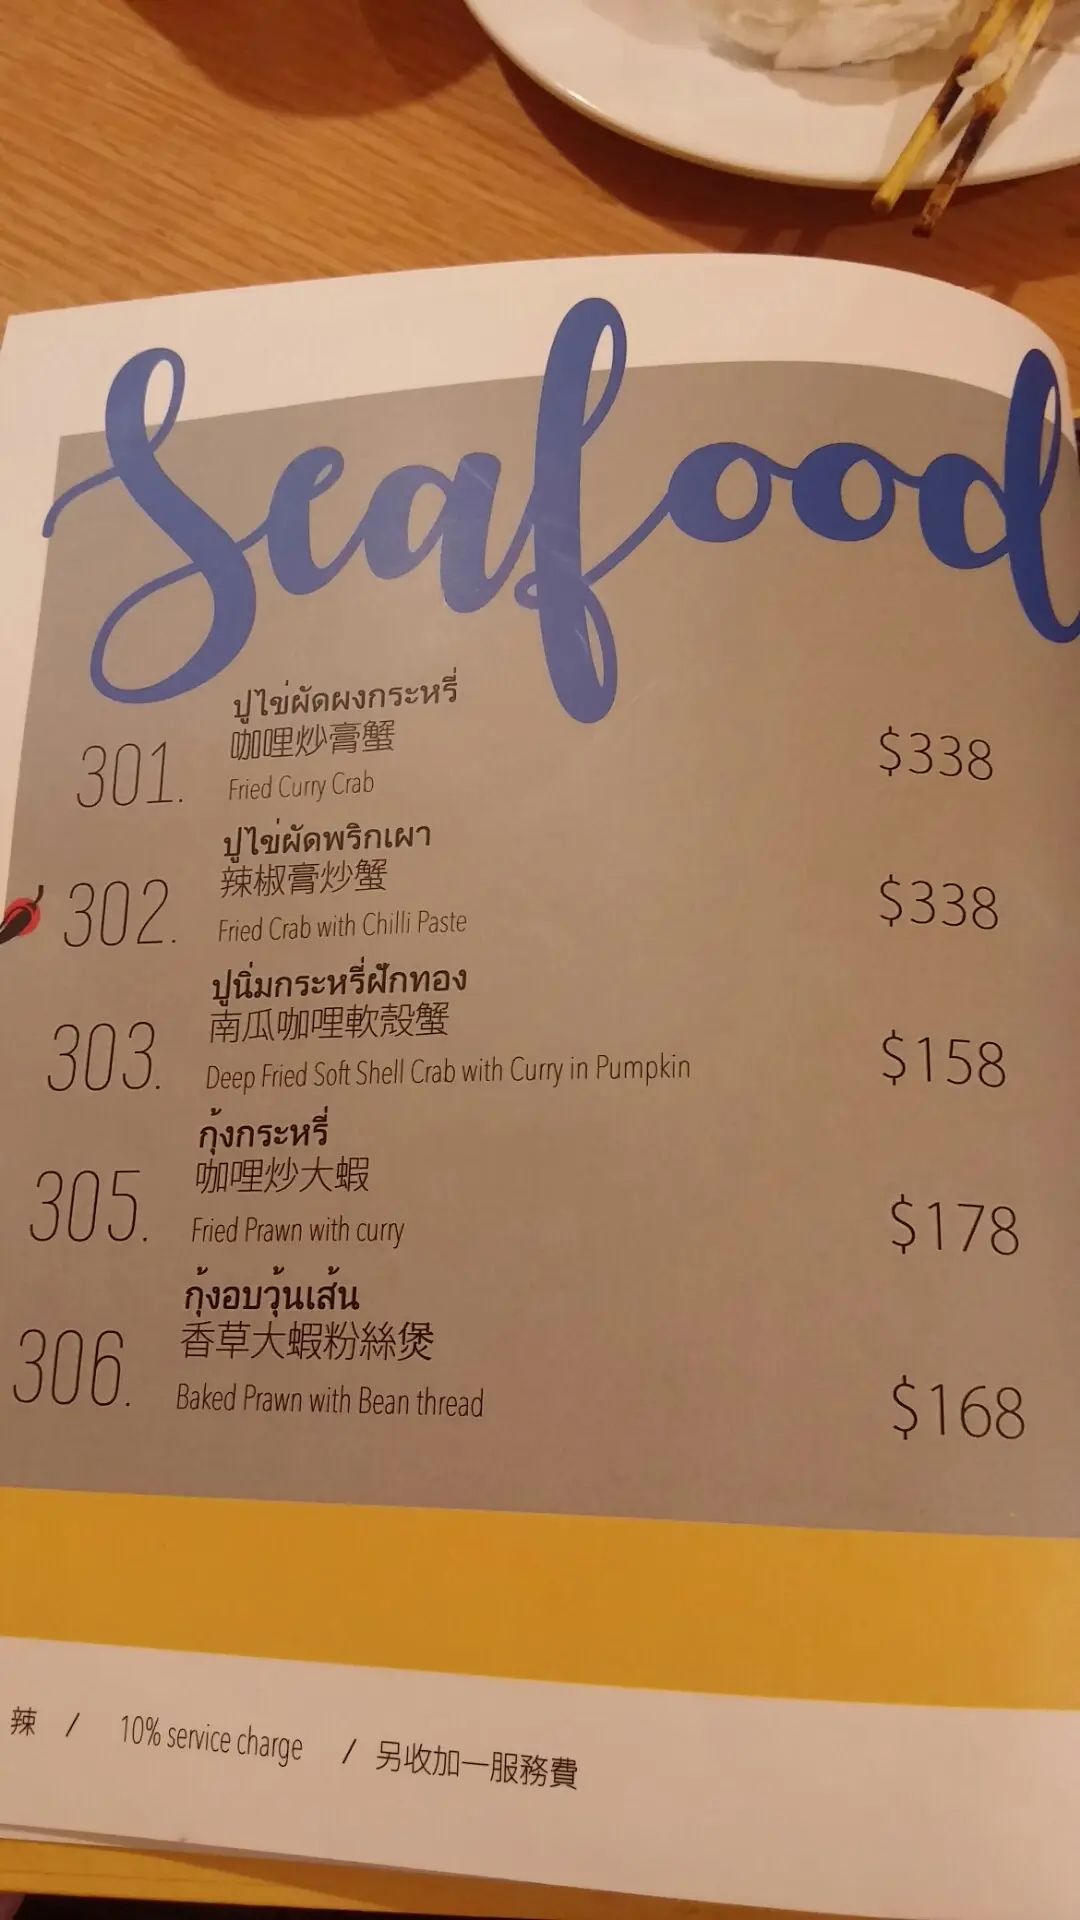 Seafood
ปูไข่ผัดผงกระหรี่
301. 咖哩炒膏蟹 $338
Fried Curry Crab
ปูไข่ผัดพริกเผา
302. 辣椒膏炒蟹 $338
Fried Crab with Chilli Paste
ปูนิ่มกระหรี่ฝักทอง
303. 南瓜咖哩軟殼蟹 $158
Deep Fried Soft Shell Crab with Curry in Pumpkin
กุ้งกระหรี่
305. 咖哩炒大蝦 $178
Fried Prawn with curry
กุ้งอบวุ้นเส้น
306. 香草大蝦粉絲煲 $168
Baked Prawn with Bean thread
辣 / 10% service charge / 另收加一服務費